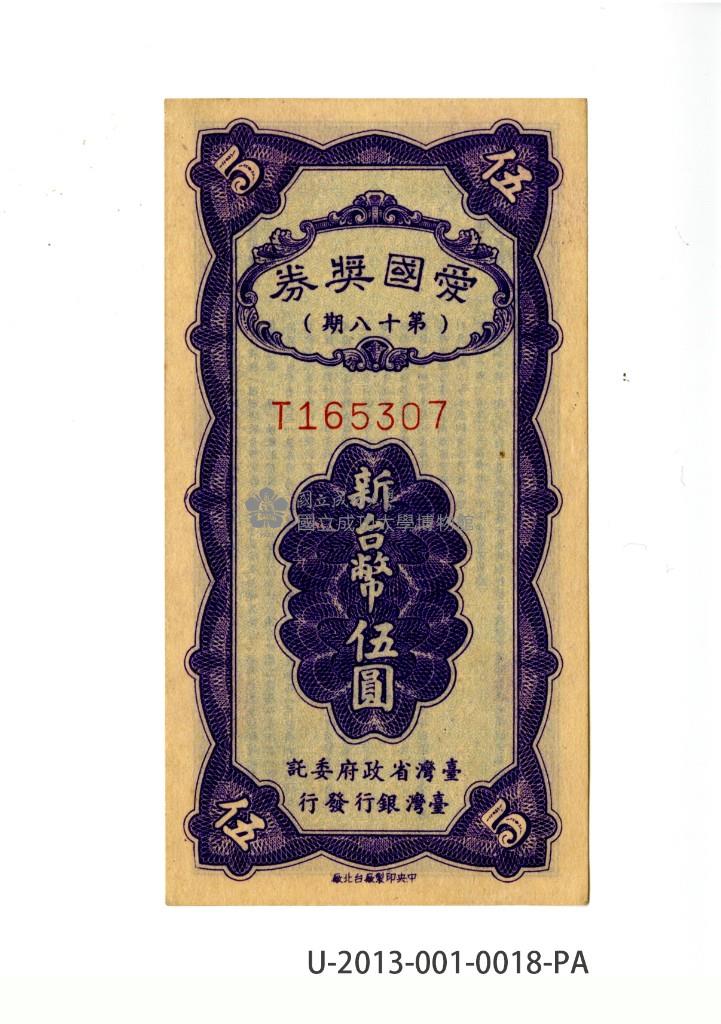 5 伍
愛國獎券
(第十八期)
T165307
國立成功大學博物館
新台幣伍圓
臺灣省政府委託
臺灣銀行發行
伍 5
中央印製廠台北廠
U-2013-001-0018-PA